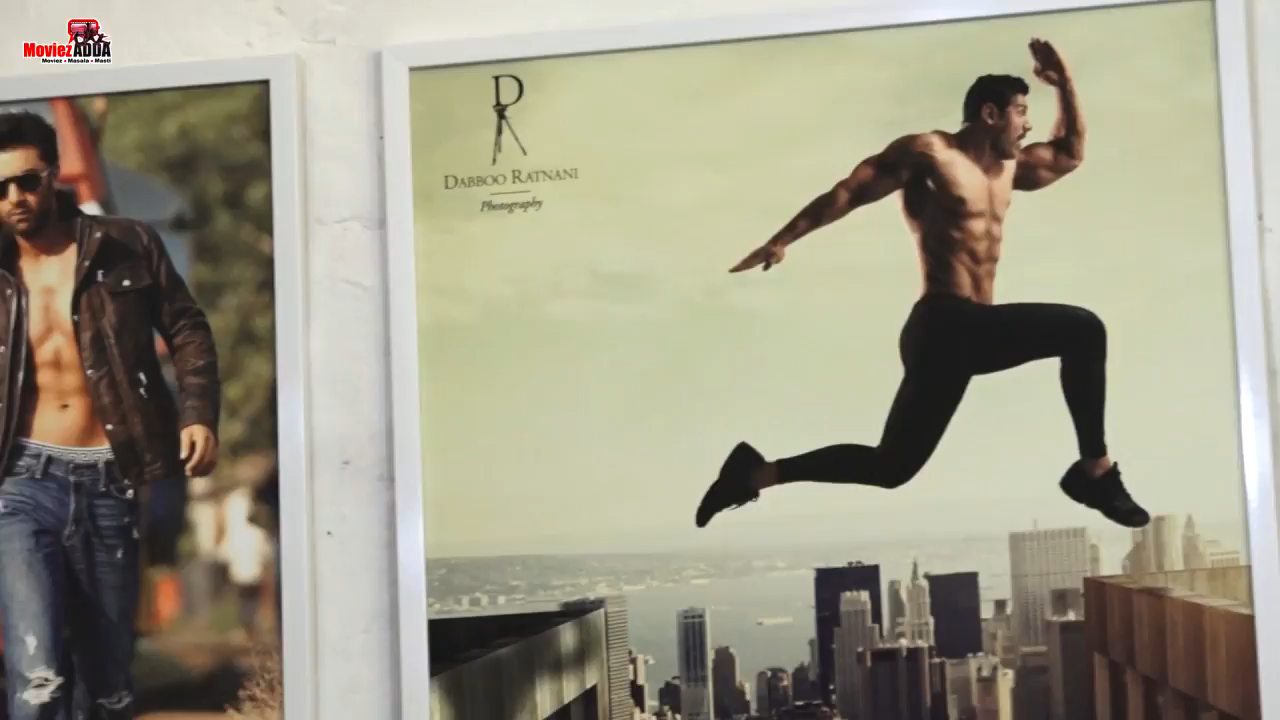 MoviezADDA
Moviez • Masala • Masti
DR
DABBOO RATNANI
Photography